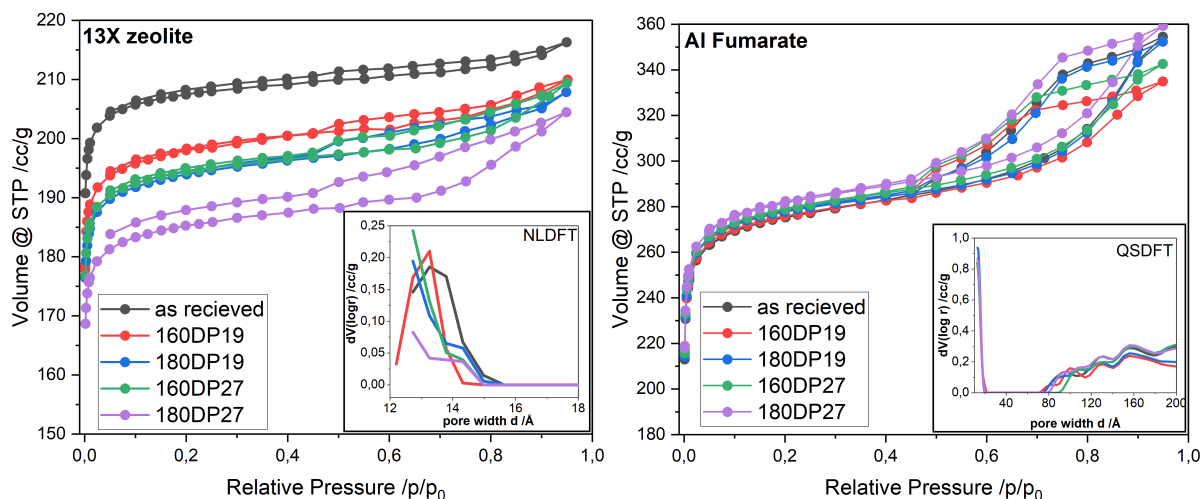 13X zeolite
Volume @ STP /cc/g
220
210
200
190
180
170
160
150
0,0
0,2
0,4
0,6
0,8
1,0
Relative Pressure /p/p₀
as recieved
160DP19
180DP19
160DP27
180DP27
NLDFT
dV(logr) /cc/g
0,25
0,20
0,15
0,10
0,05
0,00
12
14
16
18
pore width d /Å
Al Fumarate
Volume @ STP /cc/g
360
340
320
300
280
260
240
220
200
180
0,0
0,2
0,4
0,6
0,8
1,0
Relative Pressure /p/p₀
as recieved
160DP19
180DP19
160DP27
180DP27
QSDFT
dV(log r) /cc/g
1,0
0,8
0,6
0,4
0,2
0,0
40
80
120
160
200
pore width d /Å